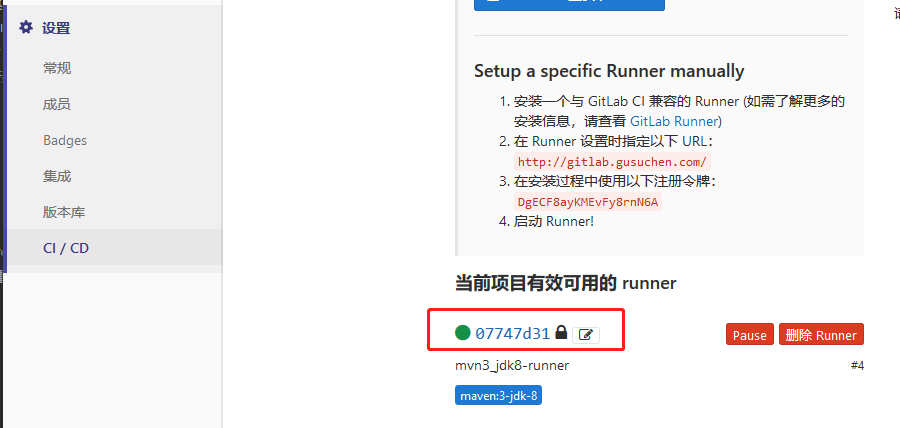 设置
常规
成员
Badges
集成
版本库
CI / CD
Setup a specific Runner manually
1. 安装一个与 GitLab CI 兼容的 Runner (如需了解更多的
安装信息，请查看 GitLab Runner)
2. 在 Runner 设置时指定以下 URL：
http://gitlab.gusuchen.com/
3. 在安装过程中使用以下注册令牌：
DgECF8ayKMEvFy8rnN6A
4. 启动 Runner!
当前项目有效可用的 runner
07747d31
Pause 删除 Runner
mvn3_jdk8-runner #4
maven:3-jdk-8